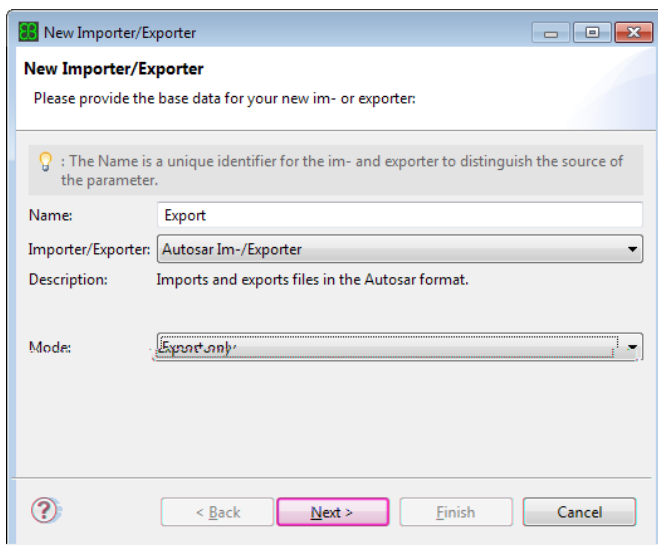 New Importer/Exporter
New Importer/Exporter
Please provide the base data for your new im- or exporter:
: The Name is a unique identifier for the im- and exporter to distinguish the source of
the parameter.
Name: Export
Importer/Exporter: Autosar Im-/Exporter
Description: Imports and exports files in the Autosar format.
Mode: Export only
< Back Next > Finish Cancel